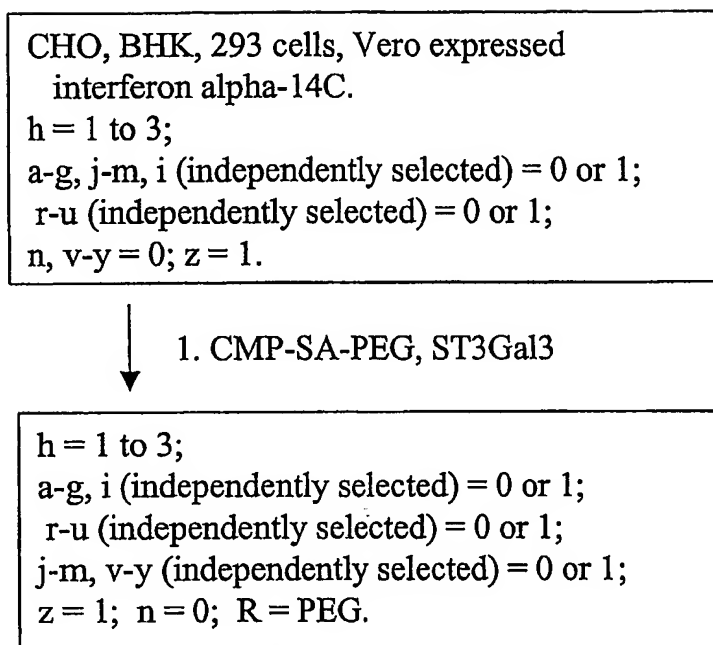 CHO, BHK, 293 cells, Vero expressed
interferon alpha-14C.
h = 1 to 3;
a-g, j-m, i (independently selected) = 0 or 1;
r-u (independently selected) = 0 or 1;
n, v-y = 0; z = 1.
1. CMP-SA-PEG, ST3Gal3
h = 1 to 3;
a-g, i (independently selected) = 0 or 1;
r-u (independently selected) = 0 or 1;
j-m, v-y (independently selected) = 0 or 1;
z = 1; n = 0; R = PEG.